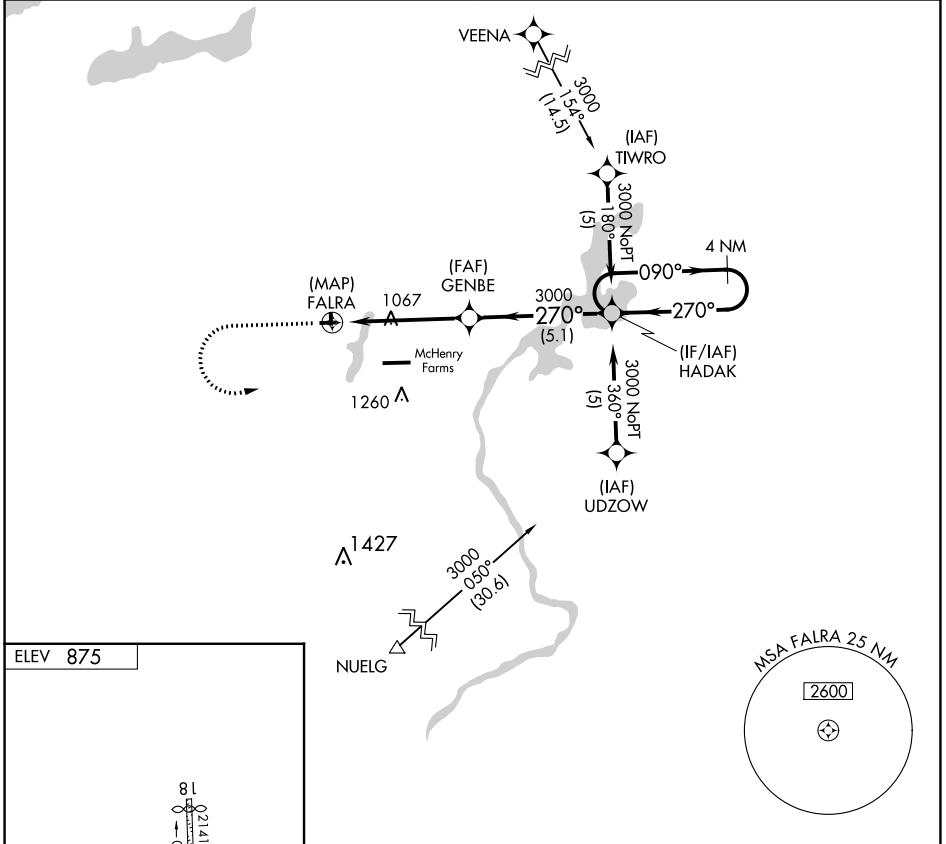 VEENA
3000
154°
(14.5)
(IAF)
TIWRO
3000 NoPT
180°
(5)
4 NM
090°
270°
(FAF)
GENBE
3000
270°
(5.1)
(MAP)
FALRA
1067
McHenry
Farms
1260
(IF/IAF)
HADAK
3000 NoPT
360°
(5)
(IAF)
UDZOW
1427
3000
050°
(30.6)
NUELG
ELEV 875
MSA FALRA 25 NM
2600
18
2141